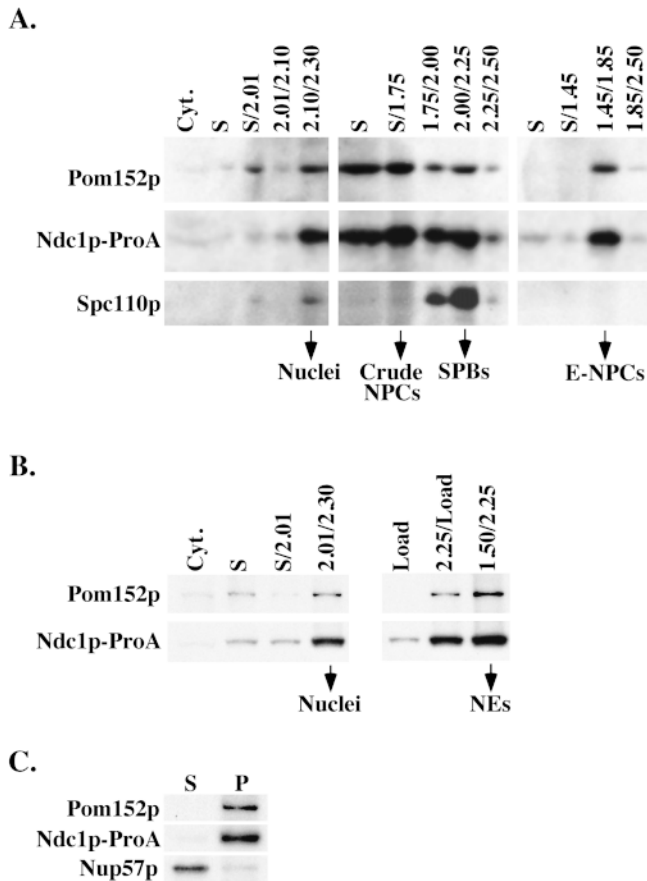 A.
Cyt. S S/2.01 2.01/2.10 2.10/2.30 S S/1.75 1.75/2.00 2.00/2.25 2.25/2.50 S S/1.45 1.45/1.85 1.85/2.50
Pom152p
Ndc1p-ProA
Spc110p
Nuclei Crude NPCs SPBs E-NPCs
B.
Cyt. S S/2.01 2.01/2.30 Load 2.25/Load 1.50/2.25
Pom152p
Ndc1p-ProA
Nuclei NEs
C.
S P
Pom152p
Ndc1p-ProA
Nup57p